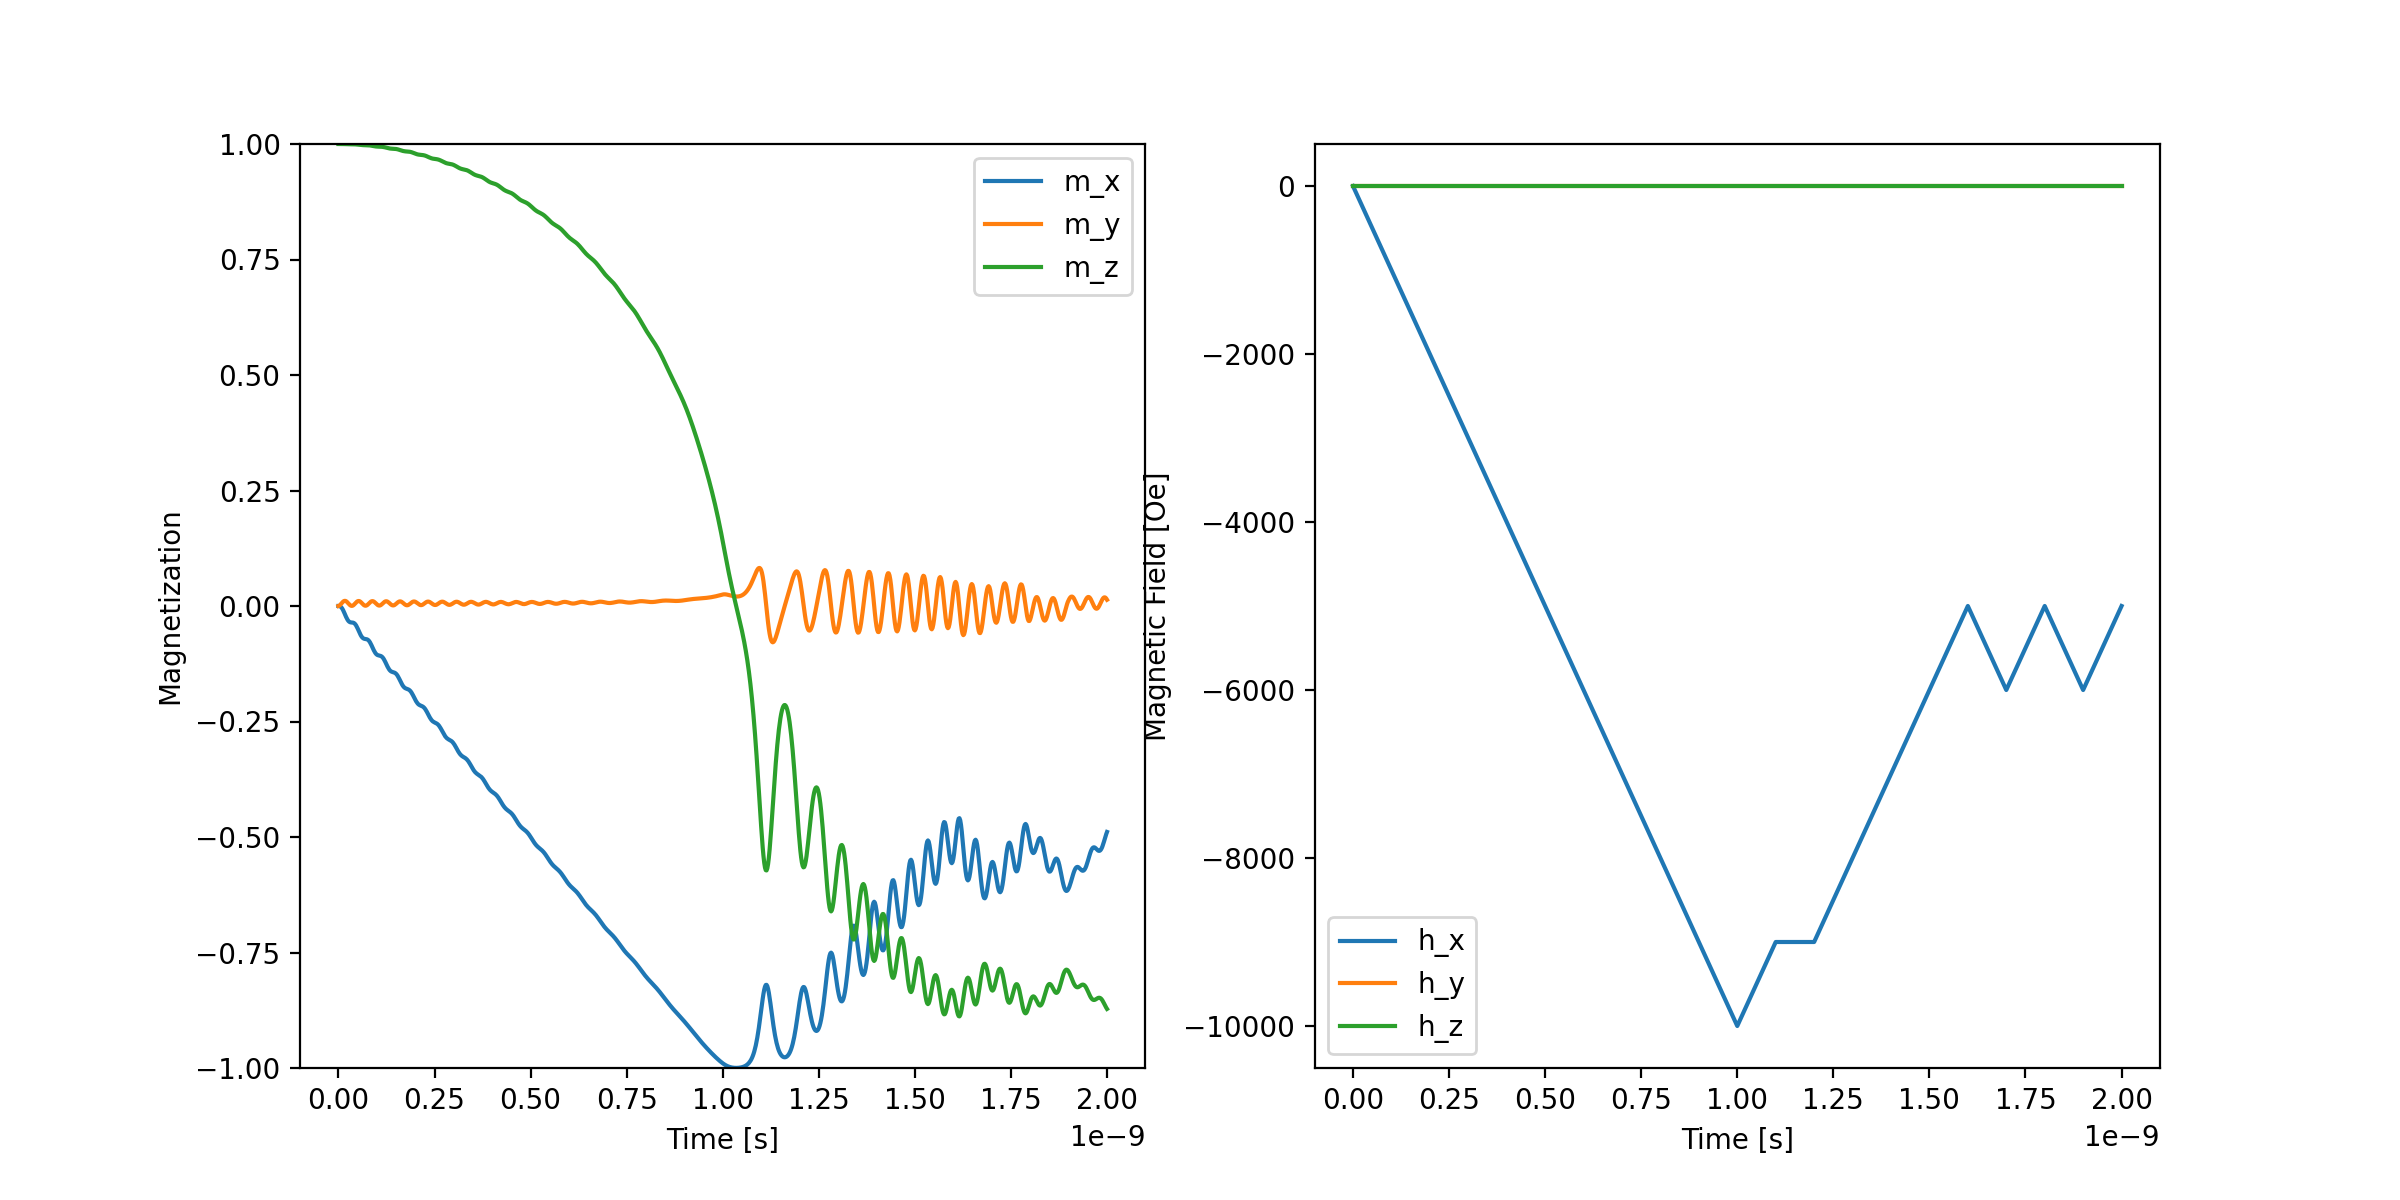 Magnetization
1.00
0.75
0.50
0.25
0.00
−0.25
−0.50
−0.75
−1.00
m_x
m_y
m_z
0.00 0.25 0.50 0.75 1.00 1.25 1.50 1.75 2.00
Time [s]
1e−9
Magnetic Field [Oe]
0
−2000
−4000
−6000
−8000
−10000
h_x
h_y
h_z
0.00 0.25 0.50 0.75 1.00 1.25 1.50 1.75 2.00
Time [s]
1e−9